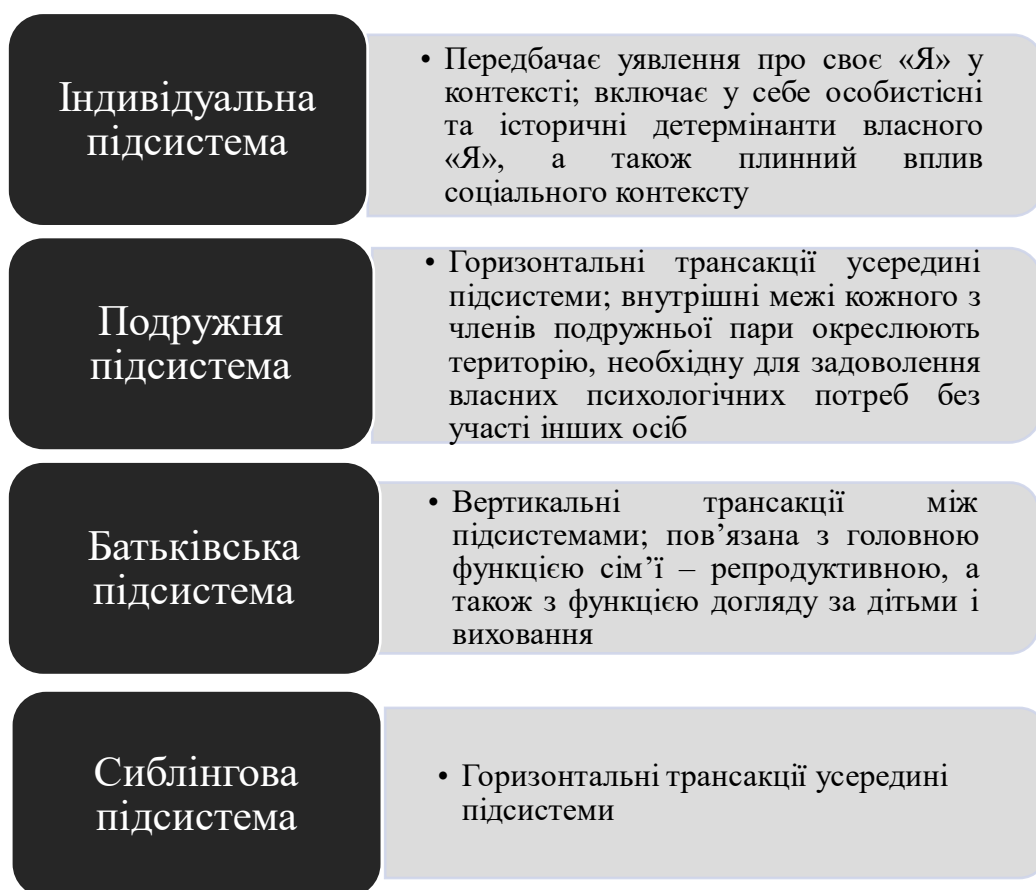 Індивідуальна
підсистема
• Передбачає уявлення про своє «Я» у
контексті; включає у себе особистісні
та історичні детермінанти власного
«Я», а також плинний вплив
соціального контексту
Подружня
підсистема
• Горизонтальні трансакції усередині
підсистеми; внутрішні межі кожного з
членів подружньої пари окреслюють
територію, необхідну для задоволення
власних психологічних потреб без
участі інших осіб
Батьківська
підсистема
• Вертикальні трансакції між
підсистемами; пов’язана з головною
функцією сім’ї – репродуктивною, а
також з функцією догляду за дітьми і
виховання
Сиблінгова
підсистема
• Горизонтальні трансакції усередині
підсистеми